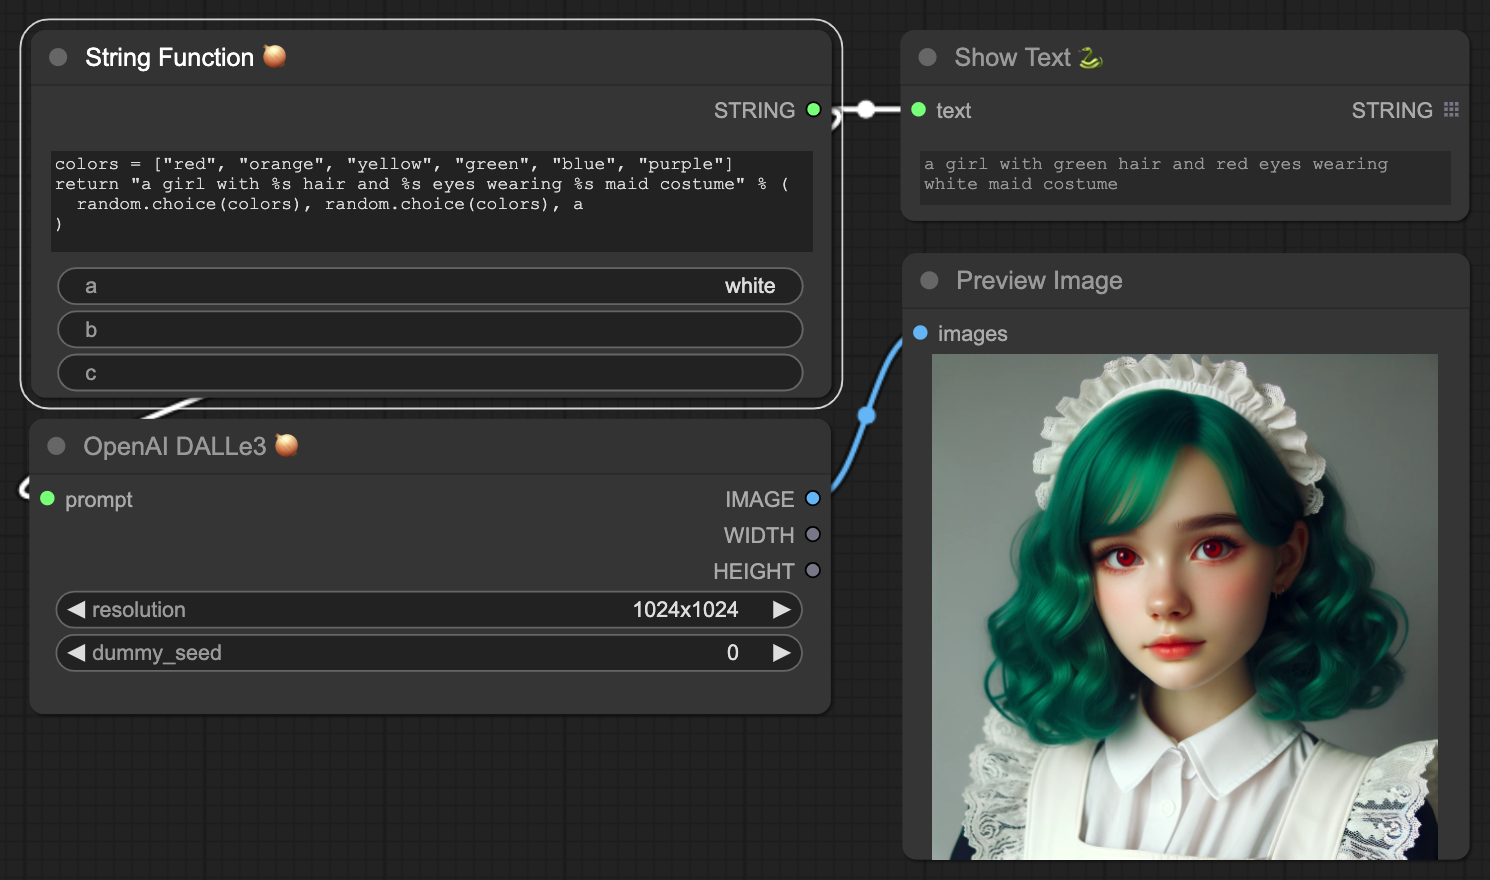 String Function
STRING
colors = ["red", "orange", "yellow", "green", "blue", "purple"]
return "a girl with %s hair and %s eyes wearing %s maid costume" % (
  random.choice(colors), random.choice(colors), a
)
a white
b
c
OpenAI DALLe3
prompt
IMAGE
WIDTH
HEIGHT
resolution 1024x1024
dummy_seed 0
Show Text
text STRING
a girl with green hair and red eyes wearing
white maid costume
Preview Image
images